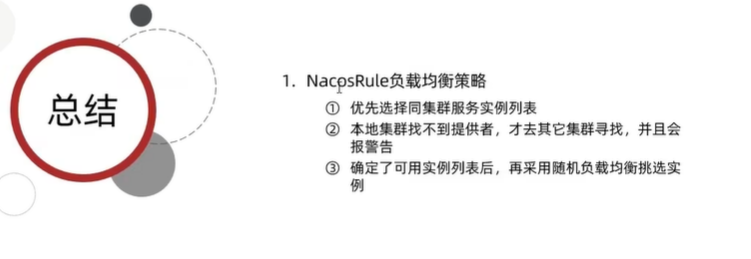 总结
1. NacosRule负载均衡策略
① 优先选择同集群服务实例列表
② 本地集群找不到提供者，才去其它集群寻找，并且会
报警告
③ 确定了可用实例列表后，再采用随机负载均衡挑选实
例